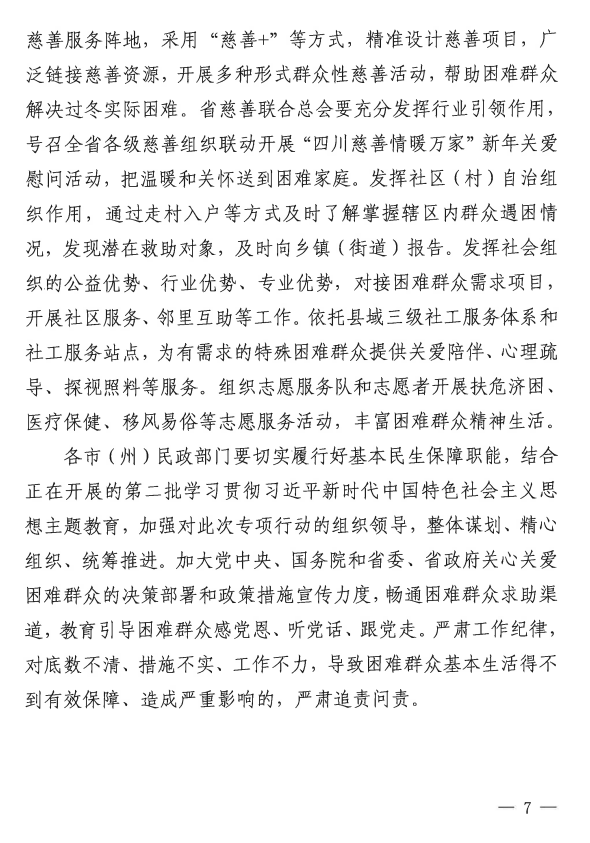 慈善服务阵地，采用“慈善+”等方式，精准设计慈善项目，广
泛链接慈善资源，开展多种形式群众性慈善活动，帮助困难群众
解决过冬实际困难。省慈善联合总会要充分发挥行业引领作用，
号召全省各级慈善组织联动开展“四川慈善情暖万家”新年关爱
慰问活动，把温暖和关怀送到困难家庭。发挥社区（村）自治组
织作用，通过走村入户等方式及时了解掌握辖区内群众遇困情
况，发现潜在救助对象，及时向乡镇（街道）报告。发挥社会组
织的公益优势、行业优势、专业优势，对接困难群众需求项目，
开展社区服务、邻里互助等工作。依托县域三级社工服务体系和
社工服务站点，为有需求的特殊困难群众提供关爱陪伴、心理疏
导、探视照料等服务。组织志愿服务队和志愿者开展扶危济困、
医疗保健、移风易俗等志愿服务活动，丰富困难群众精神生活。
各市（州）民政部门要切实履行好基本民生保障职能，结合
正在开展的第二批学习贯彻习近平新时代中国特色社会主义思
想主题教育，加强对此次专项行动的组织领导，整体谋划、精心
组织、统筹推进。加大党中央、国务院和省委、省政府关心关爱
困难群众的决策部署和政策措施宣传力度，畅通困难群众求助渠
道，教育引导困难群众感党恩、听党话、跟党走。严肃工作纪律，
对底数不清、措施不实、工作不力，导致困难群众基本生活得不
到有效保障、造成严重影响的，严肃追责问责。
— 7 —